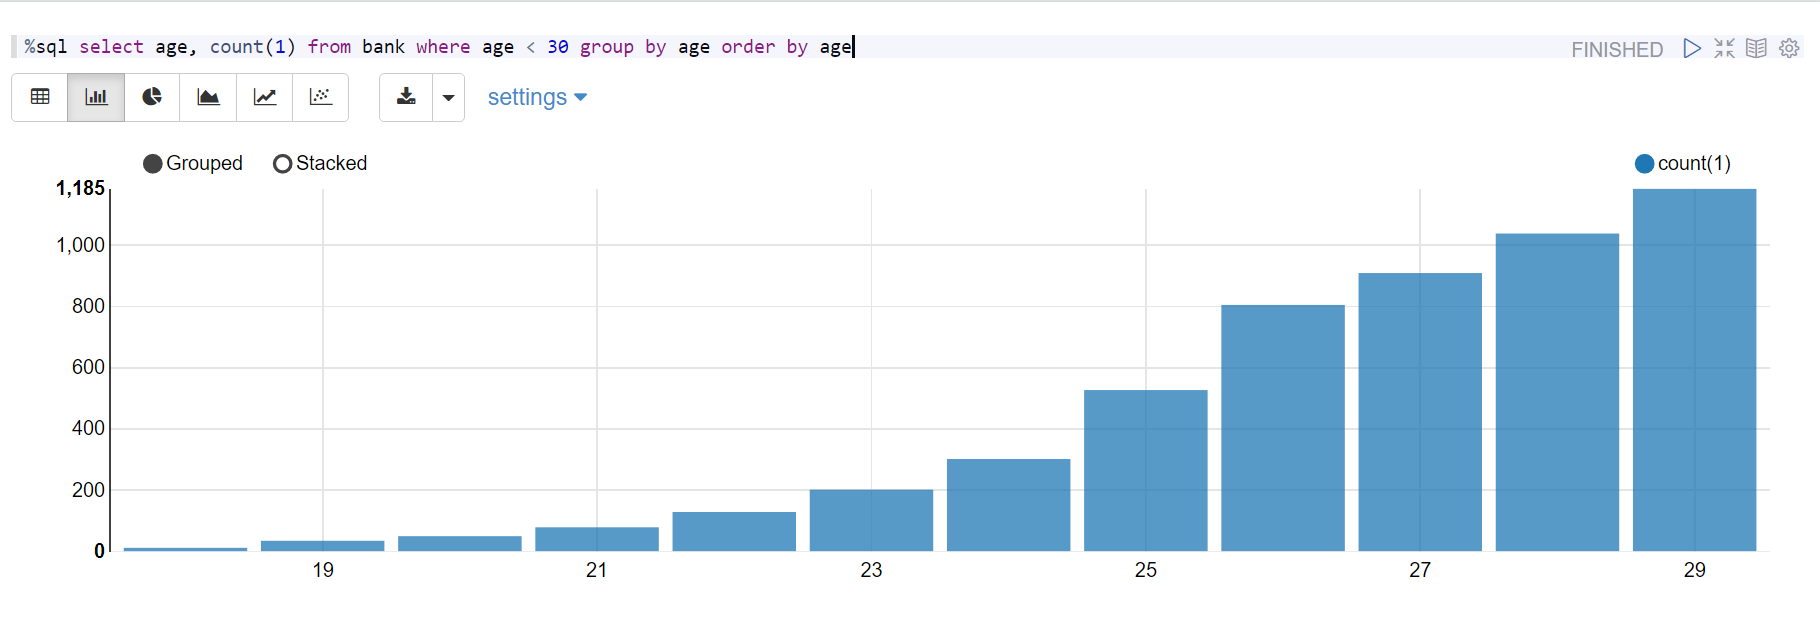 %sql select age, count(1) from bank where age < 30 group by age order by age
FINISHED
settings
Grouped Stacked
count(1)
1,185
1,000
800
600
400
200
0
19 21 23 25 27 29